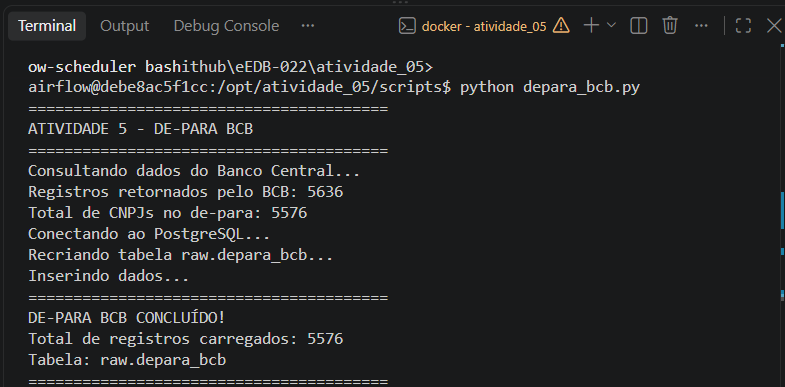 Terminal Output Debug Console ··· docker - atividade_05
ow-scheduler bashithub\eEDB-022\atividade_05>
airflow@debe8ac5f1cc:/opt/atividade_05/scripts$ python depara_bcb.py
========================================
ATIVIDADE 5 - DE-PARA BCB
========================================
Consultando dados do Banco Central...
Registros retornados pelo BCB: 5636
Total de CNPJs no de-para: 5576
Conectando ao PostgreSQL...
Recriando tabela raw.depara_bcb...
Inserindo dados...
========================================
DE-PARA BCB CONCLUÍDO!
Total de registros carregados: 5576
Tabela: raw.depara_bcb
========================================